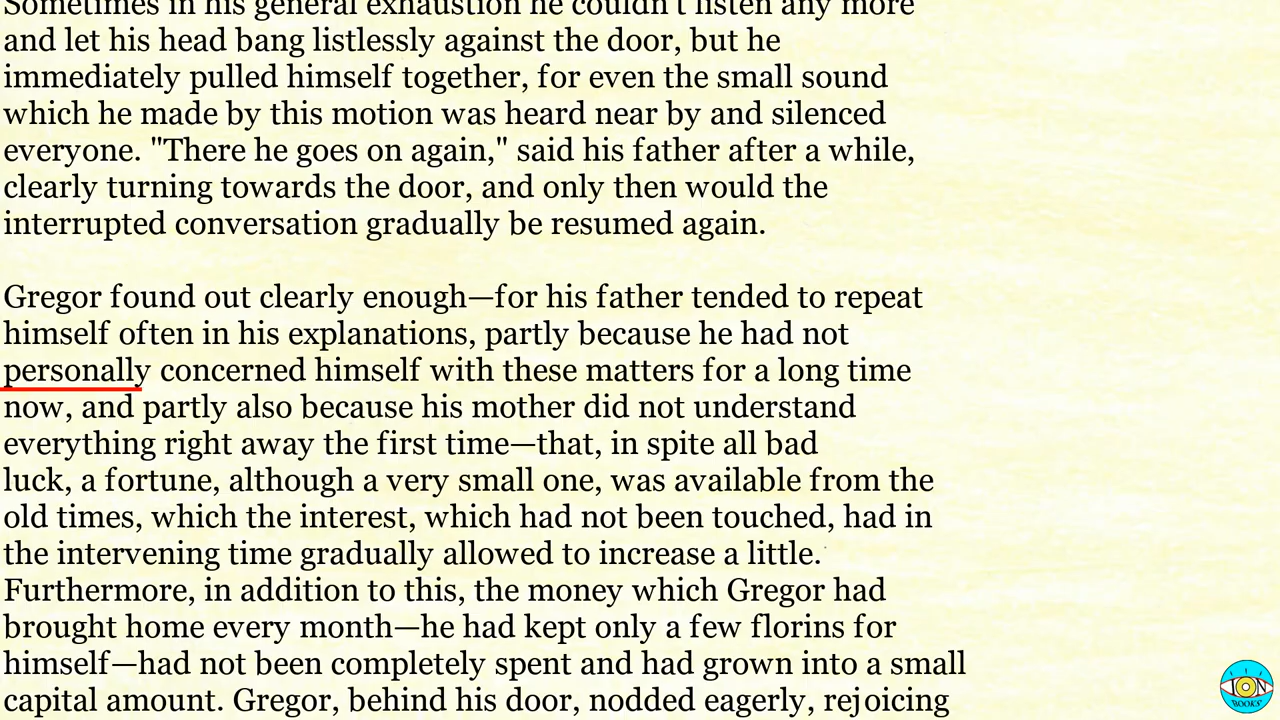 Sometimes in his general exhaustion he couldn't listen any more
and let his head bang listlessly against the door, but he
immediately pulled himself together, for even the small sound
which he made by this motion was heard near by and silenced
everyone. "There he goes on again," said his father after a while,
clearly turning towards the door, and only then would the
interrupted conversation gradually be resumed again.
Gregor found out clearly enough—for his father tended to repeat
himself often in his explanations, partly because he had not
personally concerned himself with these matters for a long time
now, and partly also because his mother did not understand
everything right away the first time—that, in spite all bad
luck, a fortune, although a very small one, was available from the
old times, which the interest, which had not been touched, had in
the intervening time gradually allowed to increase a little.
Furthermore, in addition to this, the money which Gregor had
brought home every month—he had kept only a few florins for
himself—had not been completely spent and had grown into a small
capital amount. Gregor, behind his door, nodded eagerly, rejoicing
ION
BOOKS